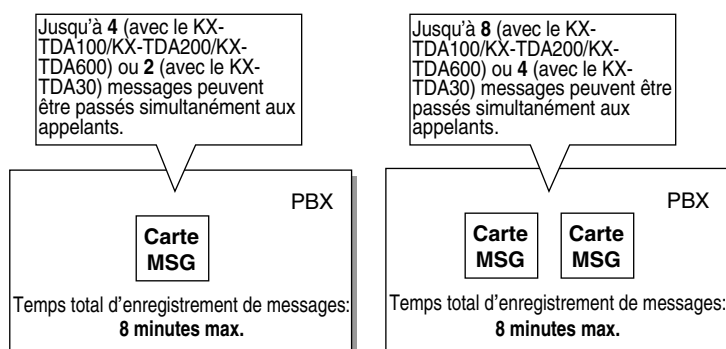 Jusqu'à 4 (avec le KX-
TDA100/KX-TDA200/KX-
TDA600) ou 2 (avec le KX-
TDA30) messages peuvent
être passés simultanément aux
appelants.
PBX
Carte
MSG
Temps total d'enregistrement de messages:
8 minutes max.
Jusqu'à 8 (avec le KX-
TDA100/KX-TDA200/KX-
TDA600) ou 4 (avec le KX-
TDA30) messages peuvent être
passés simultanément aux
appelants.
PBX
Carte
MSG
Carte
MSG
Temps total d'enregistrement de messages:
8 minutes max.